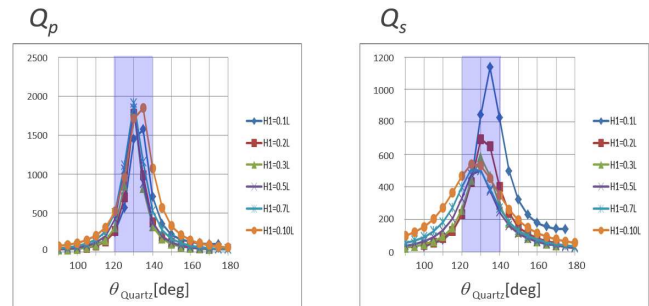 Qp
Qs
2500
2000
1500
1000
500
0
100 120 140 160 180
θQuartz[deg]
H1=0.1L
H1=0.2L
H1=0.3L
H1=0.5L
H1=0.7L
H1=0.10L
1200
1000
800
600
400
200
0
100 120 140 160 180
θQuartz[deg]
H1=0.1L
H1=0.2L
H1=0.3L
H1=0.5L
H1=0.7L
H1=0.10L